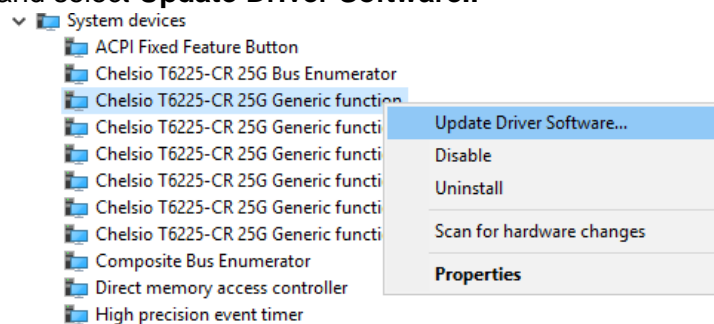 and select Update Driver Software..
System devices
ACPI Fixed Feature Button
Chelsio T6225-CR 25G Bus Enumerator
Chelsio T6225-CR 25G Generic function
Chelsio T6225-CR 25G Generic functi
Chelsio T6225-CR 25G Generic functi
Chelsio T6225-CR 25G Generic functi
Chelsio T6225-CR 25G Generic functi
Chelsio T6225-CR 25G Generic functi
Composite Bus Enumerator
Direct memory access controller
High precision event timer
Update Driver Software...
Disable
Uninstall
Scan for hardware changes
Properties